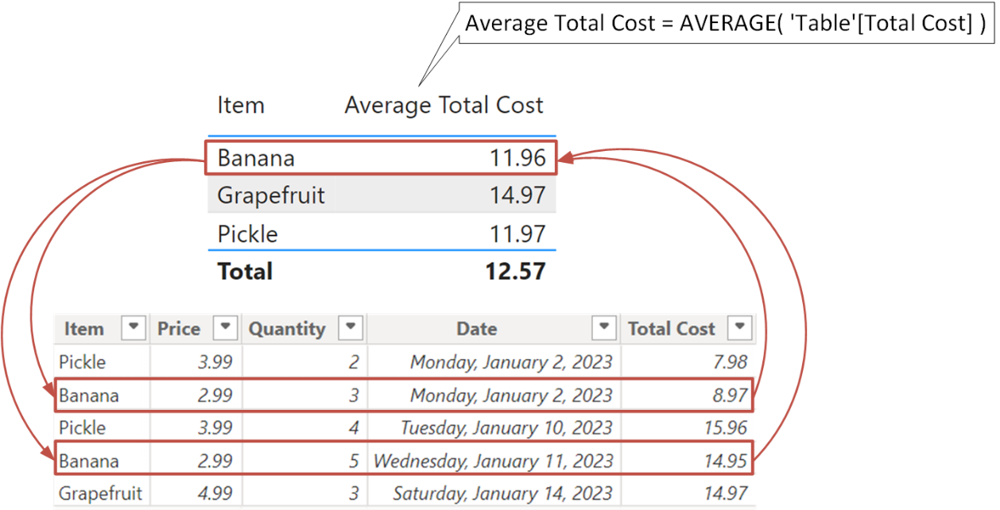 Average Total Cost = AVERAGE( 'Table'[Total Cost] )
Item Average Total Cost
Banana 11.96
Grapefruit 14.97
Pickle 11.97
Total 12.57
Item Price Quantity Date Total Cost
Pickle 3.99 2 Monday, January 2, 2023 7.98
Banana 2.99 3 Monday, January 2, 2023 8.97
Pickle 3.99 4 Tuesday, January 10, 2023 15.96
Banana 2.99 5 Wednesday, January 11, 2023 14.95
Grapefruit 4.99 3 Saturday, January 14, 2023 14.97